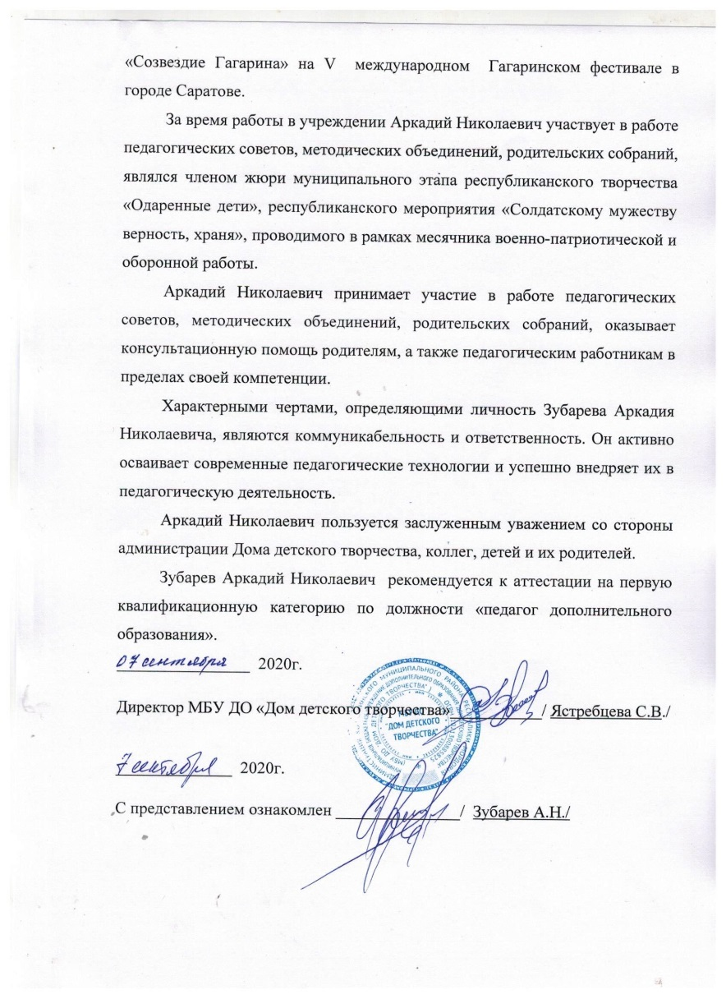 «Созвездие Гагарина» на V международном Гагаринском фестивале в
городе Саратове.
За время работы в учреждении Аркадий Николаевич участвует в работе
педагогических советов, методических объединений, родительских собраний,
являлся членом жюри муниципального этапа республиканского творчества
«Одаренные дети», республиканского мероприятия «Солдатскому мужеству
верность, храня», проводимого в рамках месячника военно-патриотической и
оборонной работы.
Аркадий Николаевич принимает участие в работе педагогических
советов, методических объединений, родительских собраний, оказывает
консультационную помощь родителям, а также педагогическим работникам в
пределах своей компетенции.
Характерными чертами, определяющими личность Зубарева Аркадия
Николаевича, являются коммуникабельность и ответственность. Он активно
осваивает современные педагогические технологии и успешно внедряет их в
педагогическую деятельность.
Аркадий Николаевич пользуется заслуженным уважением со стороны
администрации Дома детского творчества, коллег, детей и их родителей.
Зубарев Аркадий Николаевич рекомендуется к аттестации на первую
квалификационную категорию по должности «педагог дополнительного
образования».
07 сентября 2020г.
Директор МБУ ДО «Дом детского творчества» / Ястребцева С.В./
"ДОМ ДЕТСКОГО
ТВОРЧЕСТВА"
7 сентября 2020г.
С представлением ознакомлен / Зубарев А.Н./